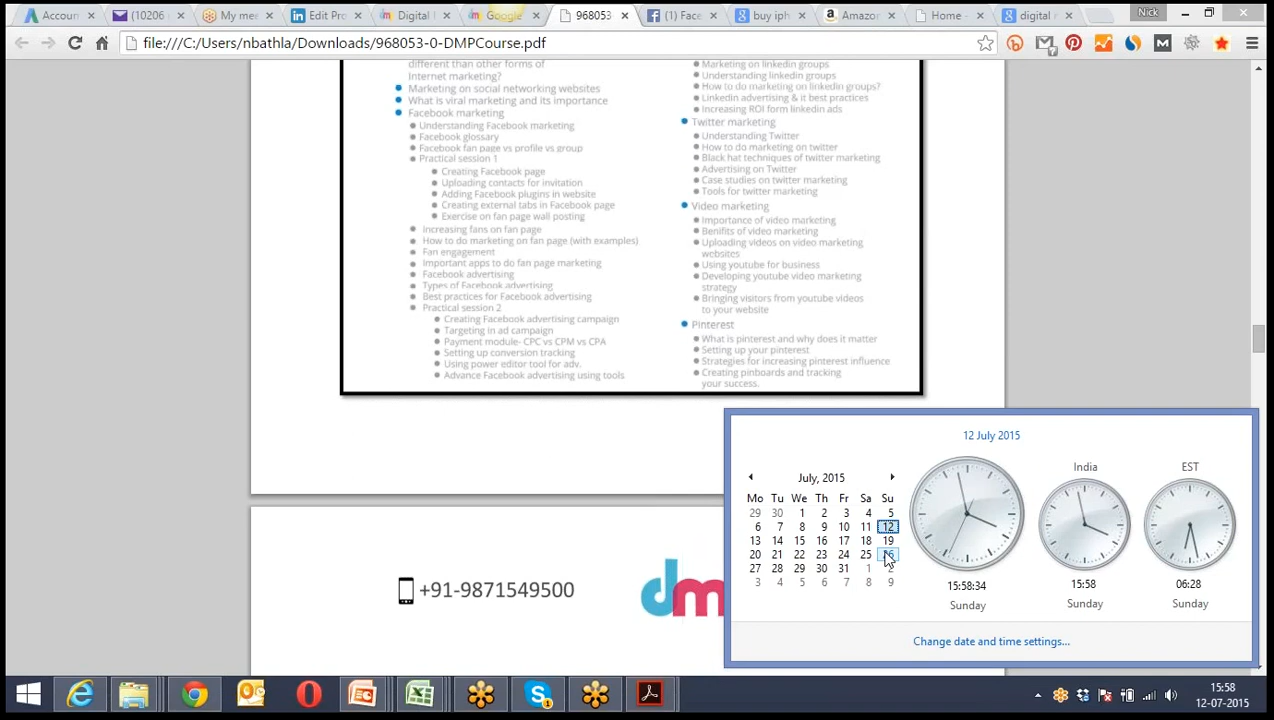 Accoun
(10206
My me
Edit Pro
Digital
Google
968053-
(1) Face
buy iph
Amazon
Home -
digital r
Nick
file:///C:/Users/nbathla/Downloads/968053-0-DMPCourse.pdf
different than other forms of
Internet marketing?
Marketing on social networking websites
What is viral marketing and its importance
Facebook marketing
Understanding Facebook marketing
Facebook glossary
Facebook fan page vs profile vs group
Practical session 1
Creating Facebook page
Uploading contacts for invitation
Adding Facebook plugins in website
Creating external tabs in Facebook page
Exercise on fan page wall posting
Increasing fans on fan page
How to do marketing on fan page (with examples)
Fan engagement
Important apps to do fan page marketing
Facebook advertising
Types of Facebook advertising
Best practices for Facebook advertising
Practical session 2
Creating Facebook advertising campaign
Targeting in ad campaign
Payment module- CPC vs CPM vs CPA
Setting up conversion tracking
Using power editor tool for adv.
Advance Facebook advertising using tools
Marketing on linkedin groups
Understanding linkedin groups
How to do marketing on linkedin groups?
Linkedin advertising & it best practices
Increasing ROI form linkedin ads
Twitter marketing
Understanding Twitter
How to do marketing on twitter
Black hat techniques of twitter marketing
Advertising on Twitter
Case studies on twitter marketing
Tools for twitter marketing
Video marketing
Importance of video marketing
Benifits of video marketing
Uploading videos on video marketing
websites
Using youtube for business
Developing youtube video marketing
strategy
Bringing visitors from youtube videos
to your website
Pinterest
What is pinterest and why does it matter
Setting up your pinterest
Strategies for increasing pinterest influence
Creating pinboards and tracking
your success.
+91-9871549500
dm
12 July 2015
July, 2015
Mo Tu We Th Fr Sa Su
29 30 1 2 3 4 5
6 7 8 9 10 11 12
13 14 15 16 17 18 19
20 21 22 23 24 25 26
27 28 29 30 31 1 2
3 4 5 6 7 8 9
15:58:34
Sunday
India
15:58
Sunday
EST
06:28
Sunday
Change date and time settings...
15:58
12-07-2015